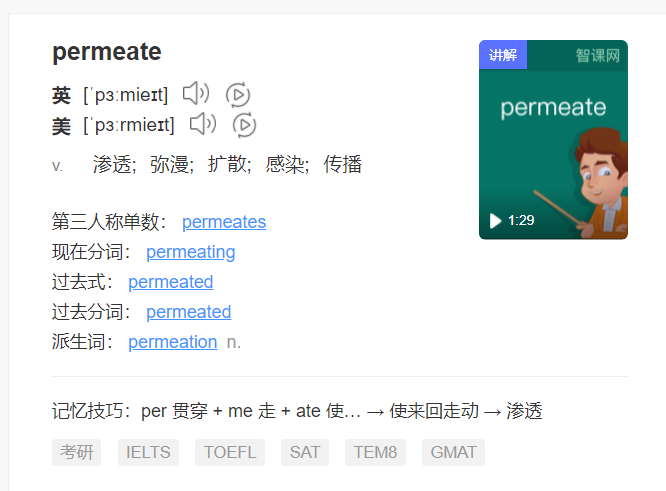 permeate
英 [ˈpɜːmieɪt]
美 [ˈpɜːrmieɪt]
v. 渗透; 弥漫; 扩散; 感染; 传播
第三人称单数: permeates
现在分词: permeating
过去式: permeated
过去分词: permeated
派生词: permeation n.
记忆技巧: per 贯穿 + me 走 + ate 使… → 使来回走动 → 渗透
考研 IELTS TOEFL SAT TEM8 GMAT
讲解 智课网
permeate
1:29